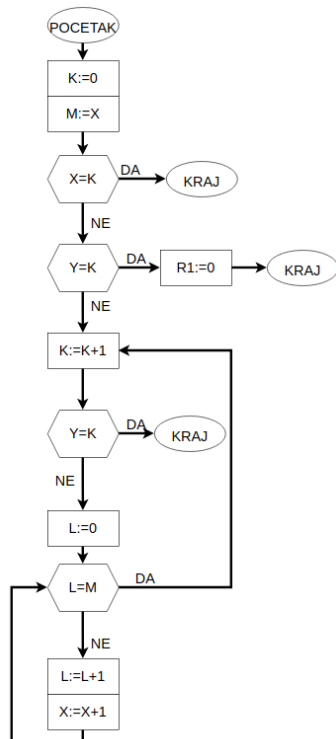 POCETAK
K:=0
M:=X
X=K
DA
KRAJ
NE
Y=K
DA
R1:=0
KRAJ
NE
K:=K+1
Y=K
DA
KRAJ
NE
L:=0
L=M
DA
NE
L:=L+1
X:=X+1